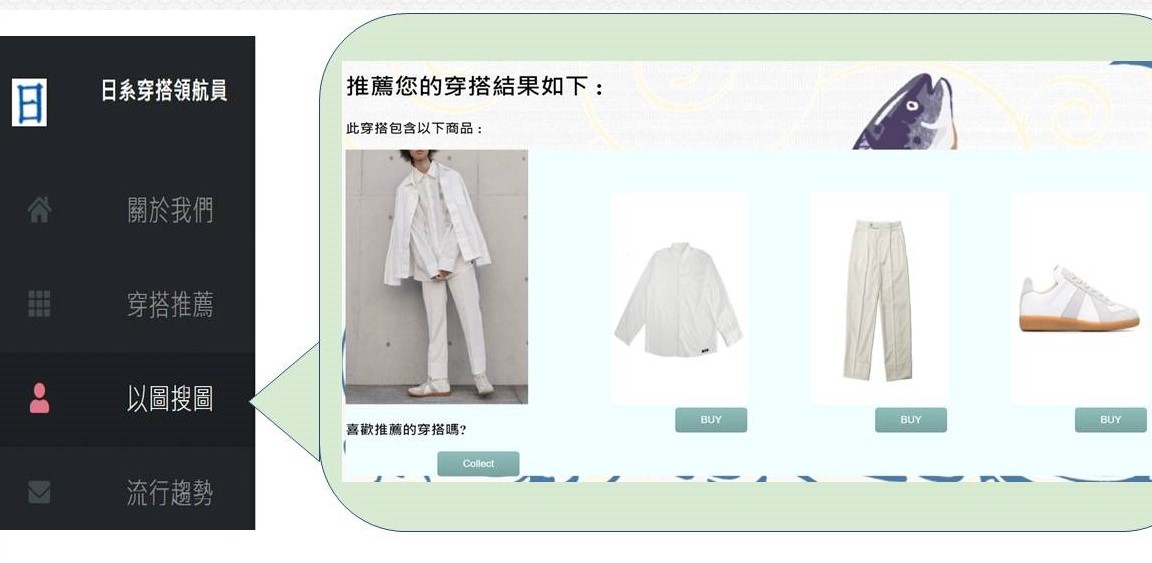 日
日系穿搭領航員
關於我們
穿搭推薦
以圖搜圖
流行趨勢
推薦您的穿搭結果如下：
此穿搭包含以下商品：
BUY
BUY
BUY
喜歡推薦的穿搭嗎?
Collect